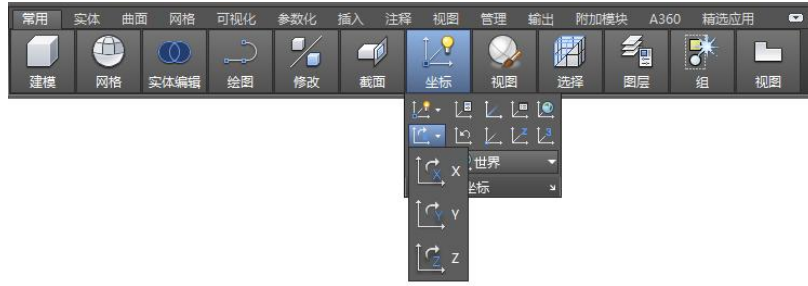 常用 实体 曲面 网格 可视化 参数化 插入 注释 视图 管理 输出 附加模块 A360 精选应用
建模 网格 实体编辑 绘图 修改 截面 坐标 视图 选择 图层 组 视图
世界
坐标
X
Y
Z